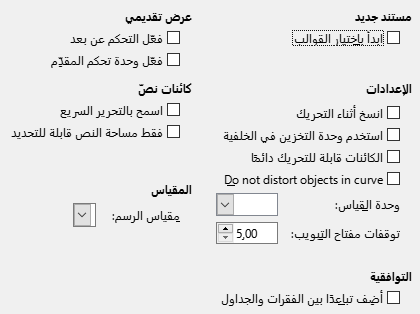 مستند جديد
ابدأ باختيار القوالب
الإعدادات
انسخ أثناء التحريك
استخدم وحدة التخزين في الخلفية
الكائنات قابلة للتحريك دائمًا
Do not distort objects in curve
وحدة القياس:
توقفات مفتاح التبويب: 5,00
التوافقية
أضِف تباعدًا بين الفقرات والجداول
عرض تقديمي
فعّل التحكم عن بعد
فعّل وحدة تحكم المقدّم
كائنات نصّ
اسمح بالتحرير السريع
فقط مساحة النص قابلة للتحديد
المقياس
مقياس الرسم: